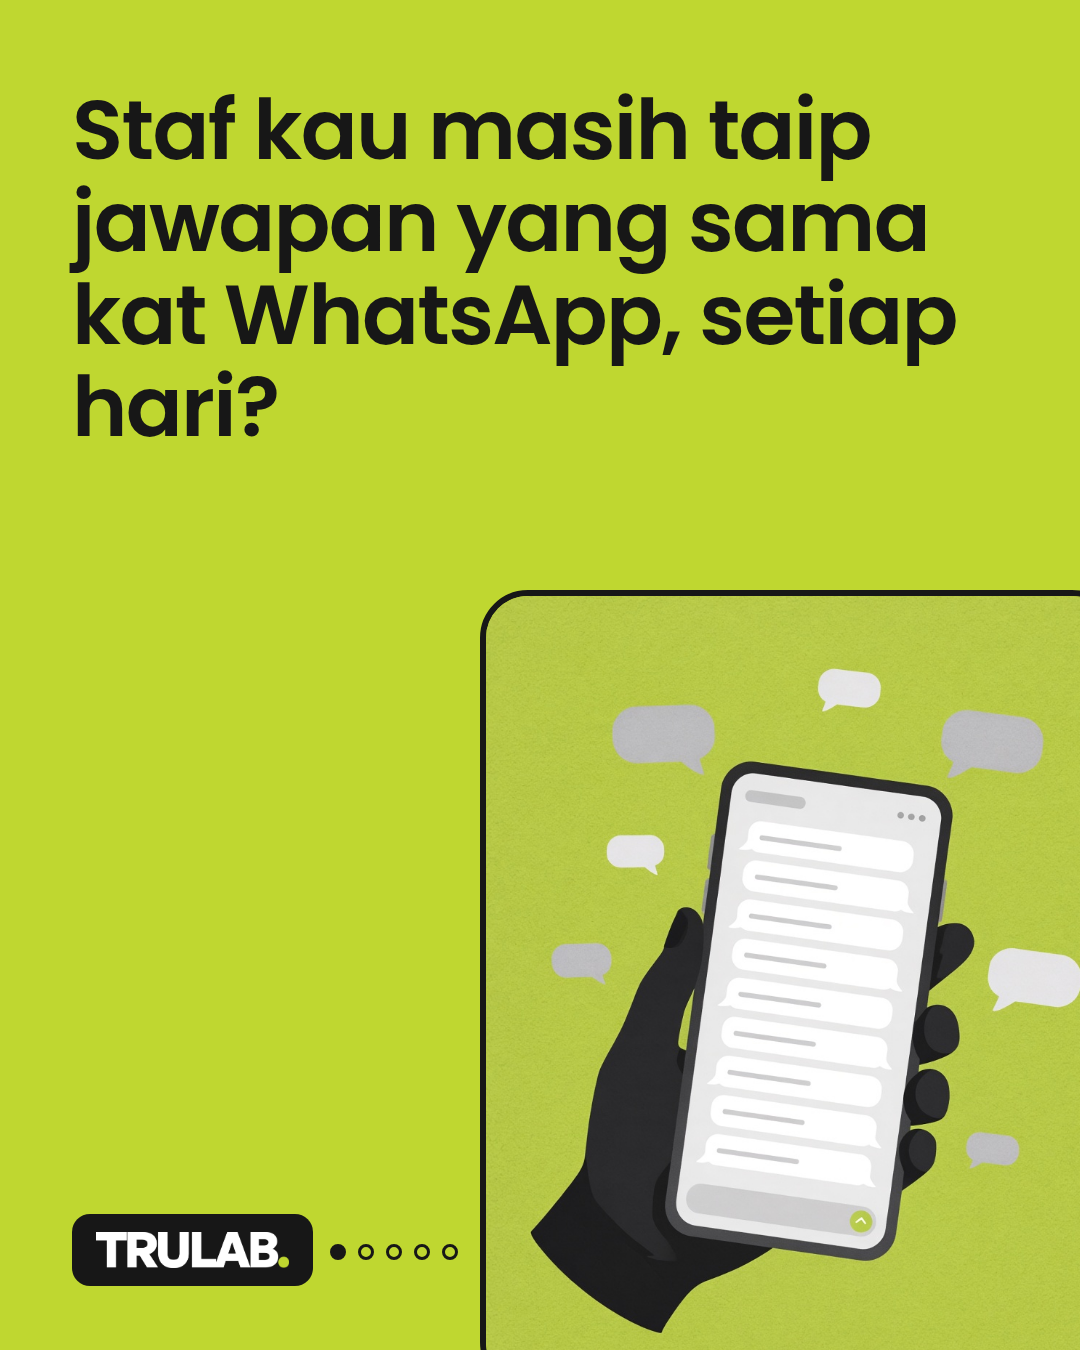 Staf kau masih taip
jawapan yang sama
kat WhatsApp, setiap
hari?
TRULAB.